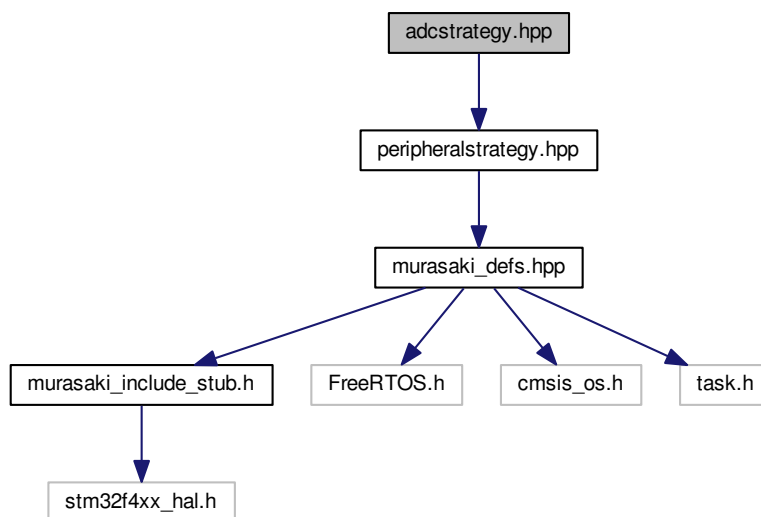 adcstrategy.hpp
peripheralstrategy.hpp
murasaki_defs.hpp
murasaki_include_stub.h
FreeRTOS.h
cmsis_os.h
task.h
stm32f4xx_hal.h